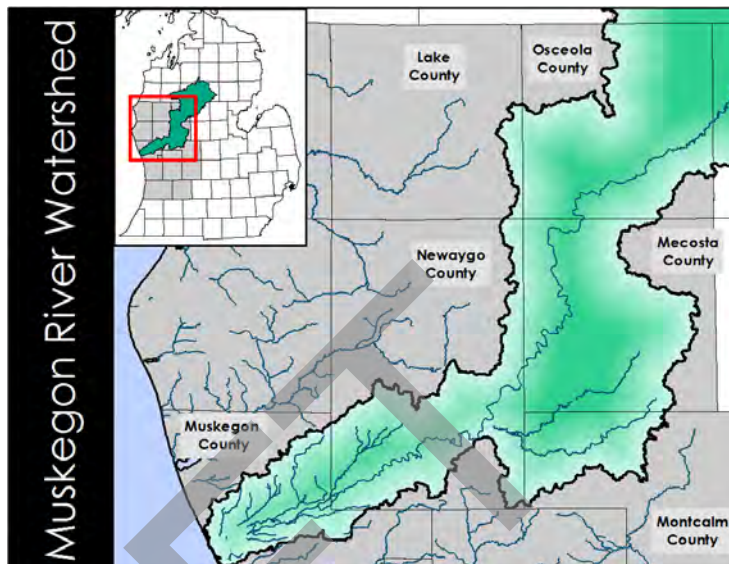 Muskegon River Watershed
Lake
County
Osceola
County
Newaygo
County
Mecosta
County
Muskegon
County
Montcalm
County